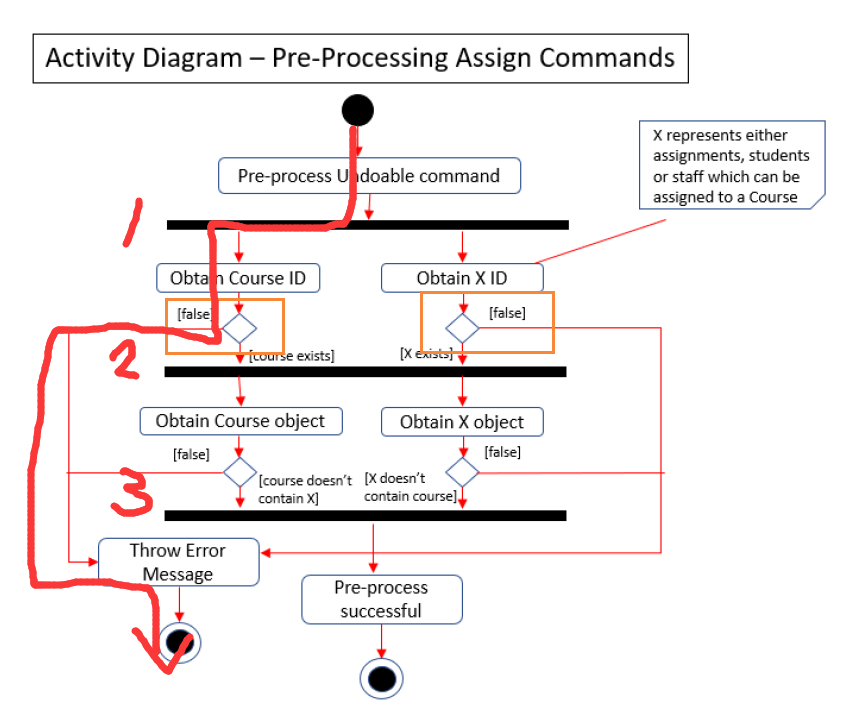 Activity Diagram – Pre-Processing Assign Commands
X represents either
assignments, students
or staff which can be
assigned to a Course
Pre-process Undoable command
1
Obtain Course ID
Obtain X ID
[false]
[false]
[course exists]
[X exists]
2
Obtain Course object
Obtain X object
[false]
[false]
[course doesn't
contain X]
[X doesn't
contain course]
3
Throw Error
Message
Pre-process
successful